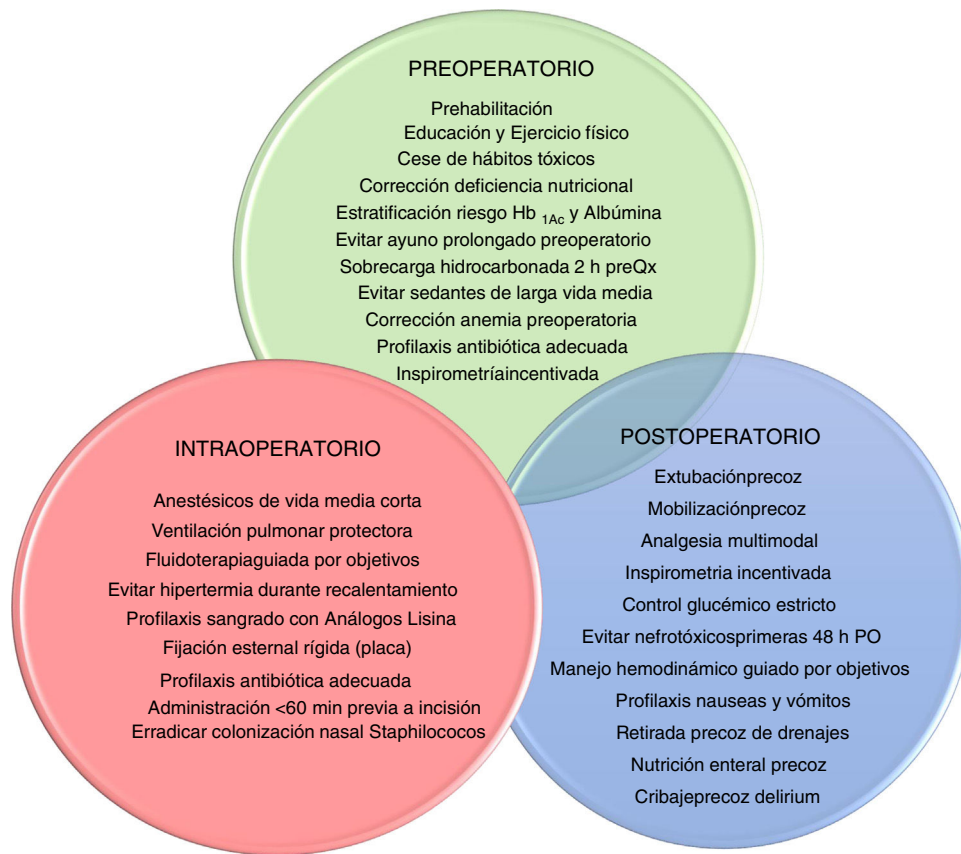 PREOPERATORIO
Prehabilitación
Educación y Ejercicio físico
Cese de hábitos tóxicos
Corrección deficiencia nutricional
Estratificación riesgo Hb 1Ac y Albúmina
Evitar ayuno prolongado preoperatorio
Sobrecarga hidrocarbonada 2 h preQx
Evitar sedantes de larga vida media
Corrección anemia preoperatoria
Profilaxis antibiótica adecuada
Inspirometríaincentivada
INTRAOPERATORIO
Anestésicos de vida media corta
Ventilación pulmonar protectora
Fluidoterapiaguiada por objetivos
Evitar hipertermia durante recalentamiento
Profilaxis sangrado con Análogos Lisina
Fijación esternal rígida (placa)
Profilaxis antibiótica adecuada
Administración <60 min previa a incisión
Erradicar colonización nasal Staphilococos
POSTOPERATORIO
Extubaciónprecoz
Mobilizaciónprecoz
Analgesia multimodal
Inspirometria incentivada
Control glucémico estricto
Evitar nefrotóxicosprimeras 48 h PO
Manejo hemodinámico guiado por objetivos
Profilaxis nauseas y vómitos
Retirada precoz de drenajes
Nutrición enteral precoz
Cribajeprecoz delirium